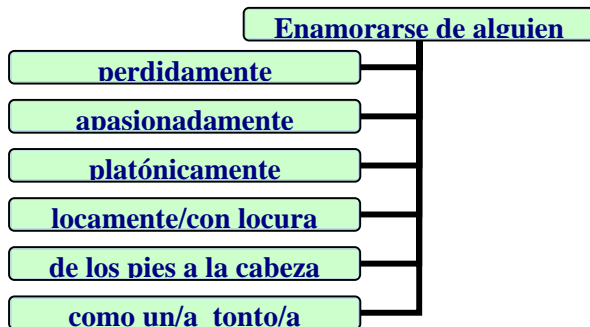 Enamorarse de alguien
perdidamente
apasionadamente
platónicamente
locamente/con locura
de los pies a la cabeza
como un/a tonto/a